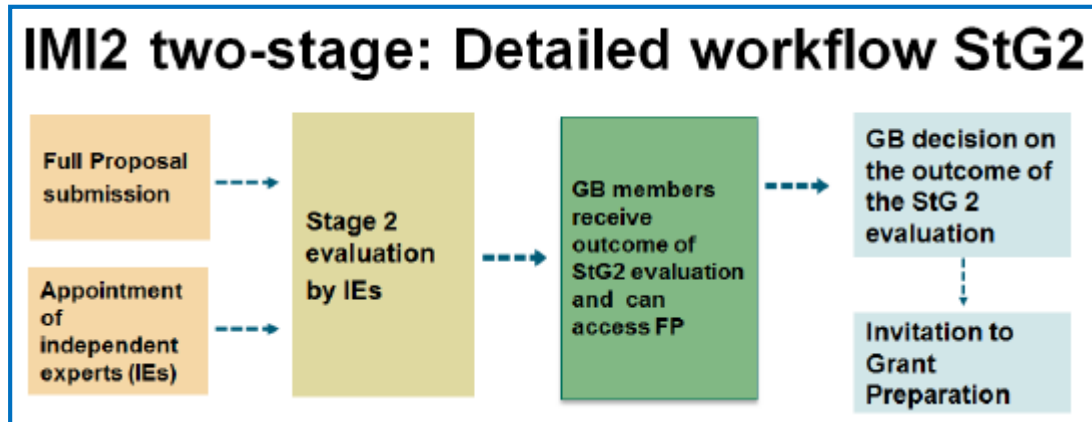 IMI2 two-stage: Detailed workflow StG2
Full Proposal
submission
Appointment
of
independent
experts (IEs)
Stage 2
evaluation
by IEs
GB members
receive
outcome of
StG2 evaluation
and can
access FP
GB decision on
the outcome of
the StG 2
evaluation
Invitation to
Grant
Preparation